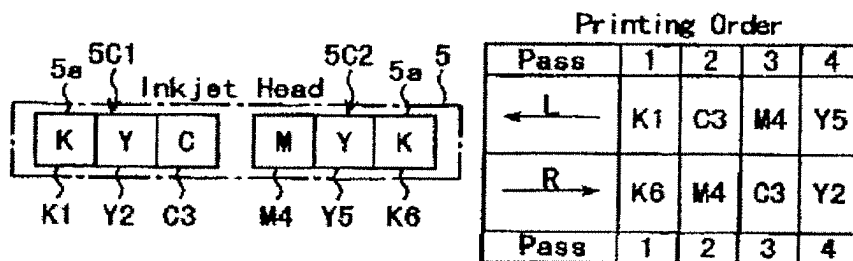 Printing Order
5a 5C1 Inkjet Head 5C2 5a 5
K Y C M Y K
K1 Y2 C3 M4 Y5 K6
Pass 1 2 3 4
L K1 C3 M4 Y5
R K6 M4 C3 Y2
Pass 1 2 3 4